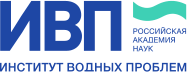 ИВП
РОССИЙСКАЯ
АКАДЕМИЯ
НАУК
ИНСТИТУТ ВОДНЫХ ПРОБЛЕМ